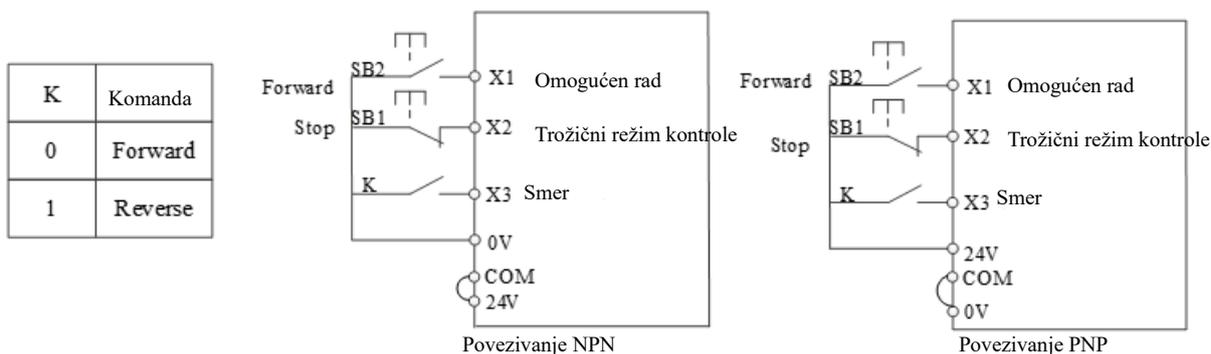 K Komanda
0 Forward
1 Reverse
Forward SB2 X1 Omogućen rad
Stop SB1 X2 Trožični režim kontrole
K X3 Smer
0V
COM
24V
Povezivanje NPN
Forward SB2 X1 Omogućen rad
Stop SB1 X2 Trožični režim kontrole
K X3 Smer
24V
COM
0V
Povezivanje PNP